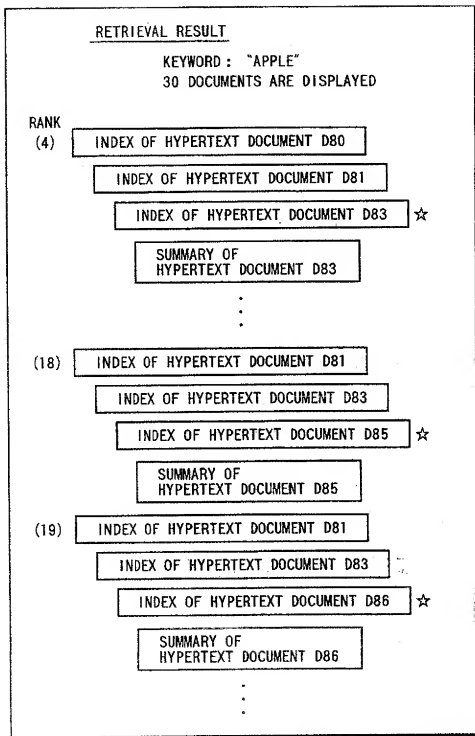 RETRIEVAL RESULT
KEYWORD : "APPLE"
30 DOCUMENTS ARE DISPLAYED
RANK
(4) INDEX OF HYPERTEXT DOCUMENT D80
INDEX OF HYPERTEXT DOCUMENT D81
INDEX OF HYPERTEXT DOCUMENT D83 ☆
SUMMARY OF
HYPERTEXT DOCUMENT D83
(18) INDEX OF HYPERTEXT DOCUMENT D81
INDEX OF HYPERTEXT DOCUMENT D83
INDEX OF HYPERTEXT DOCUMENT D85 ☆
SUMMARY OF
HYPERTEXT DOCUMENT D85
(19) INDEX OF HYPERTEXT DOCUMENT D81
INDEX OF HYPERTEXT DOCUMENT D83
INDEX OF HYPERTEXT DOCUMENT D86 ☆
SUMMARY OF
HYPERTEXT DOCUMENT D86